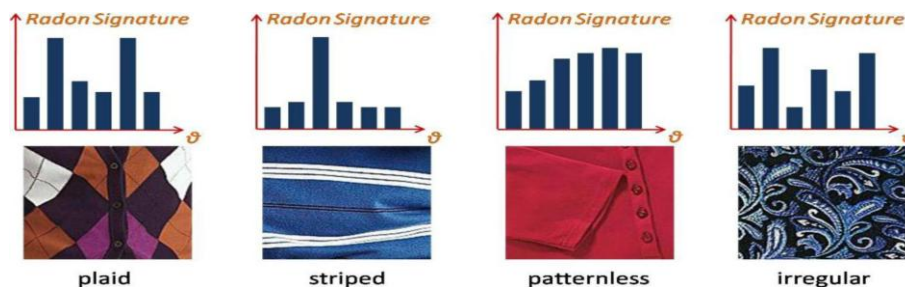 Radon Signature
Radon Signature
Radon Signature
Radon Signature
ϑ
ϑ
ϑ
ϑ
plaid
striped
patternless
irregular